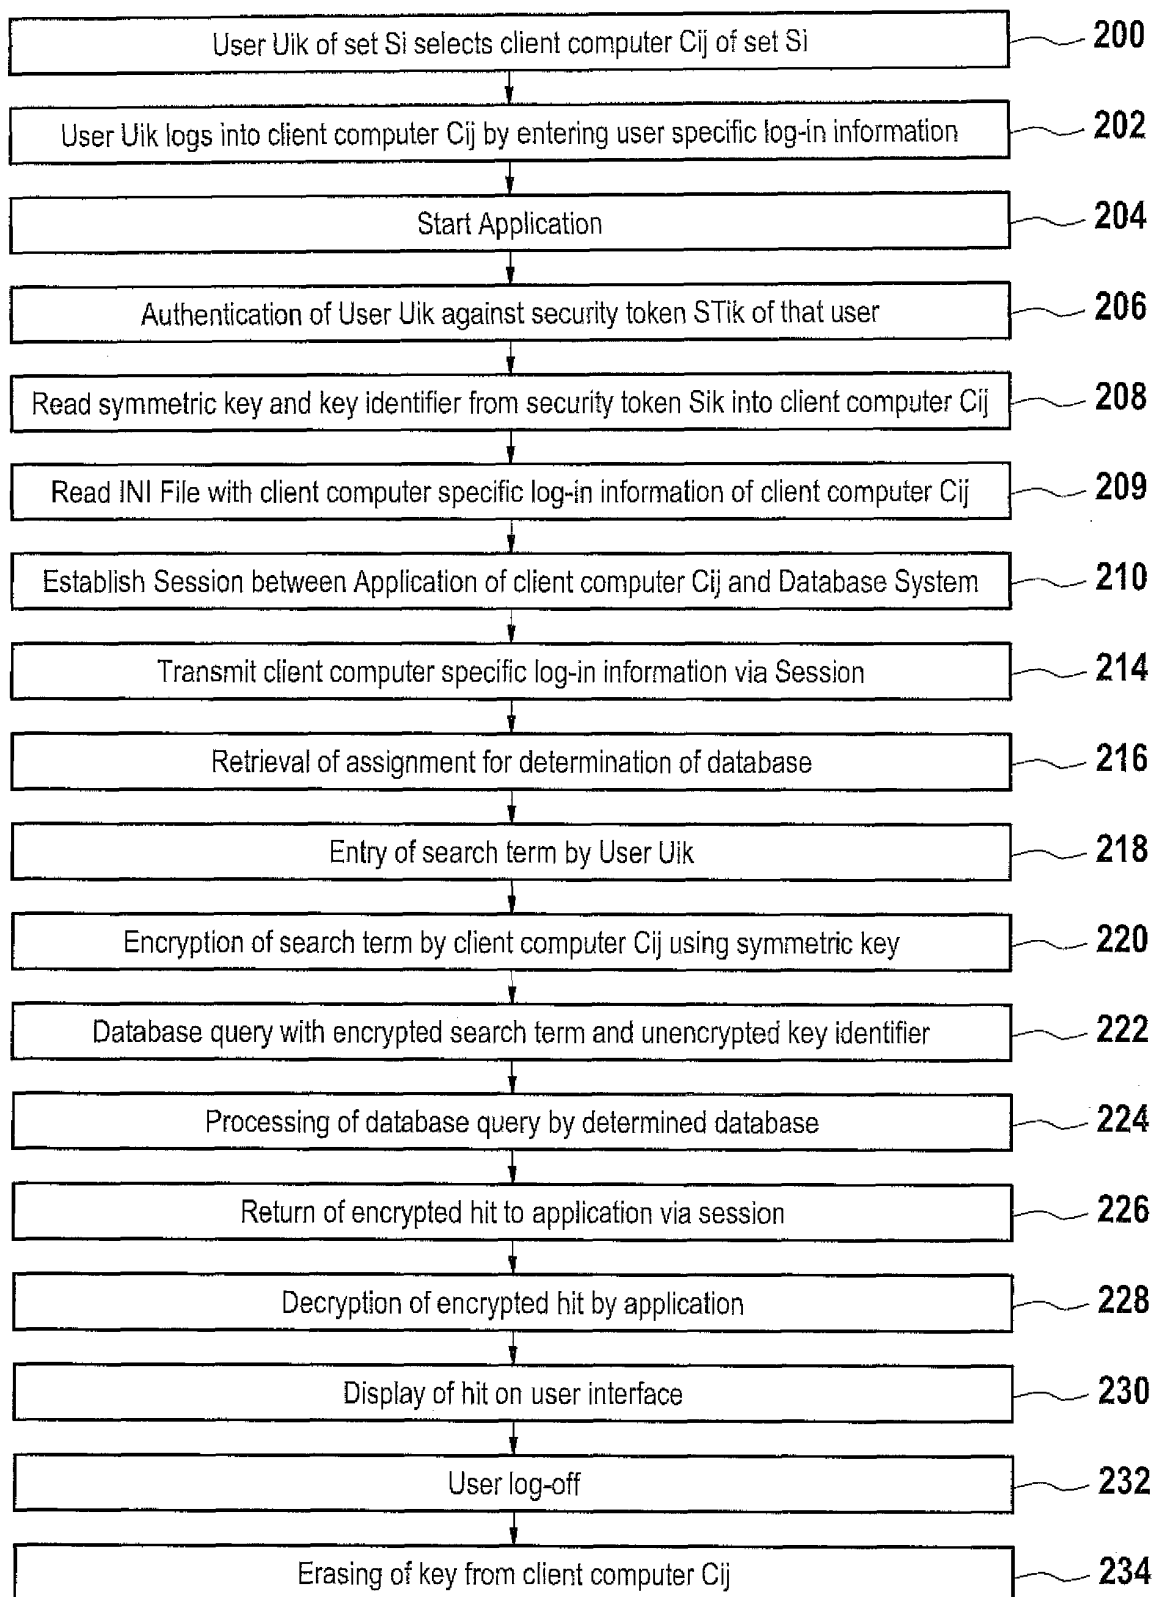 User Uik of set Si selects client computer Cij of set Si 200
User Uik logs into client computer Cij by entering user specific log-in information 202
Start Application 204
Authentication of User Uik against security token STik of that user 206
Read symmetric key and key identifier from security token Sik into client computer Cij 208
Read INI File with client computer specific log-in information of client computer Cij 209
Establish Session between Application of client computer Cij and Database System 210
Transmit client computer specific log-in information via Session 214
Retrieval of assignment for determination of database 216
Entry of search term by User Uik 218
Encryption of search term by client computer Cij using symmetric key 220
Database query with encrypted search term and unencrypted key identifier 222
Processing of database query by determined database 224
Return of encrypted hit to application via session 226
Decryption of encrypted hit by application 228
Display of hit on user interface 230
User log-off 232
Erasing of key from client computer Cij 234